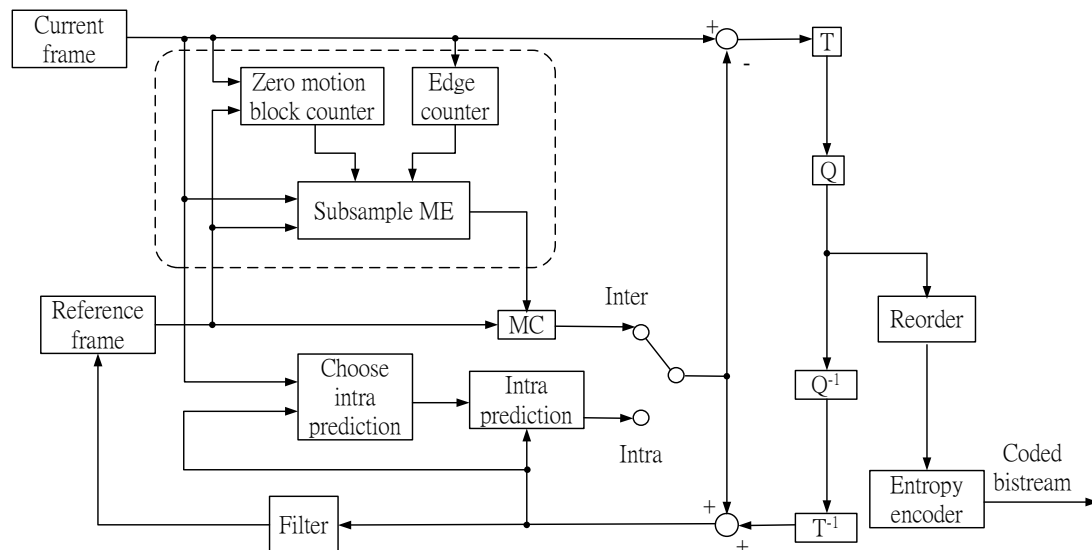 Current
frame
+
T
-
Zero motion
block counter
Edge
counter
Q
Subsample ME
Reference
frame
MC
Inter
Reorder
Choose
intra
prediction
Intra
prediction
Q-1
Intra
Coded
bistream
Entropy
encoder
Filter
+
+
T-1